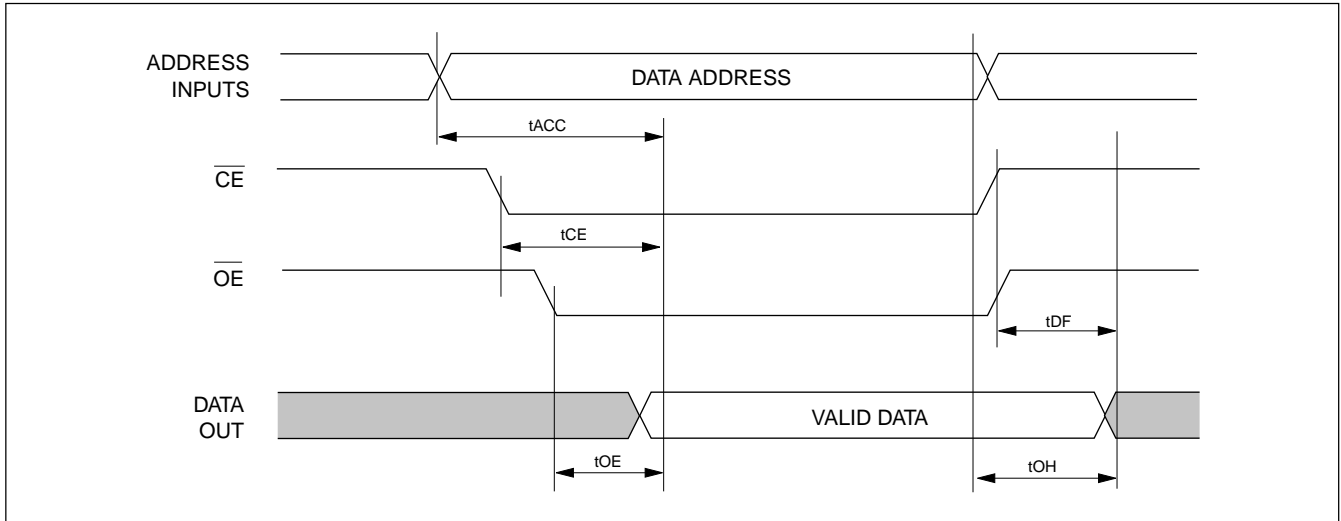 ADDRESS
INPUTS
DATA ADDRESS
tACC
CE
tCE
OE
tDF
DATA
OUT
VALID DATA
tOE
tOH